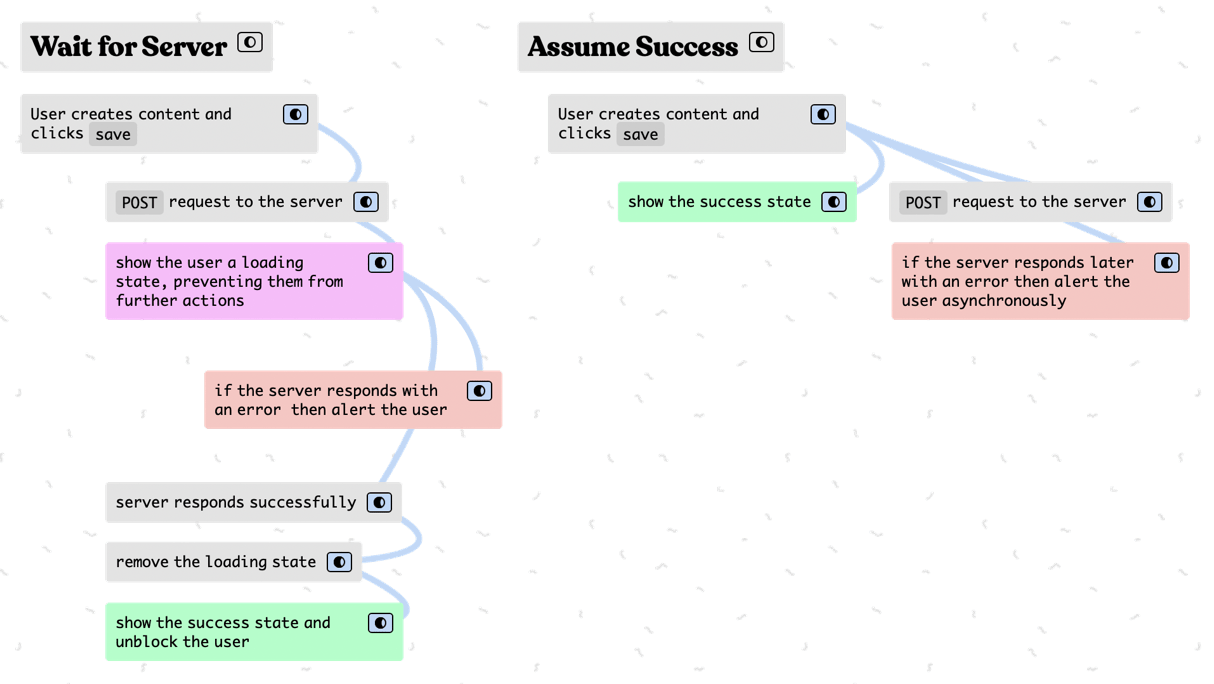 Wait for Server
User creates content and
clicks save
POST request to the server
show the user a loading
state, preventing them from
further actions
if the server responds with
an error then alert the user
server responds successfully
remove the loading state
show the success state and
unblock the user
Assume Success
User creates content and
clicks save
show the success state
POST request to the server
if the server responds later
with an error then alert the
user asynchronously